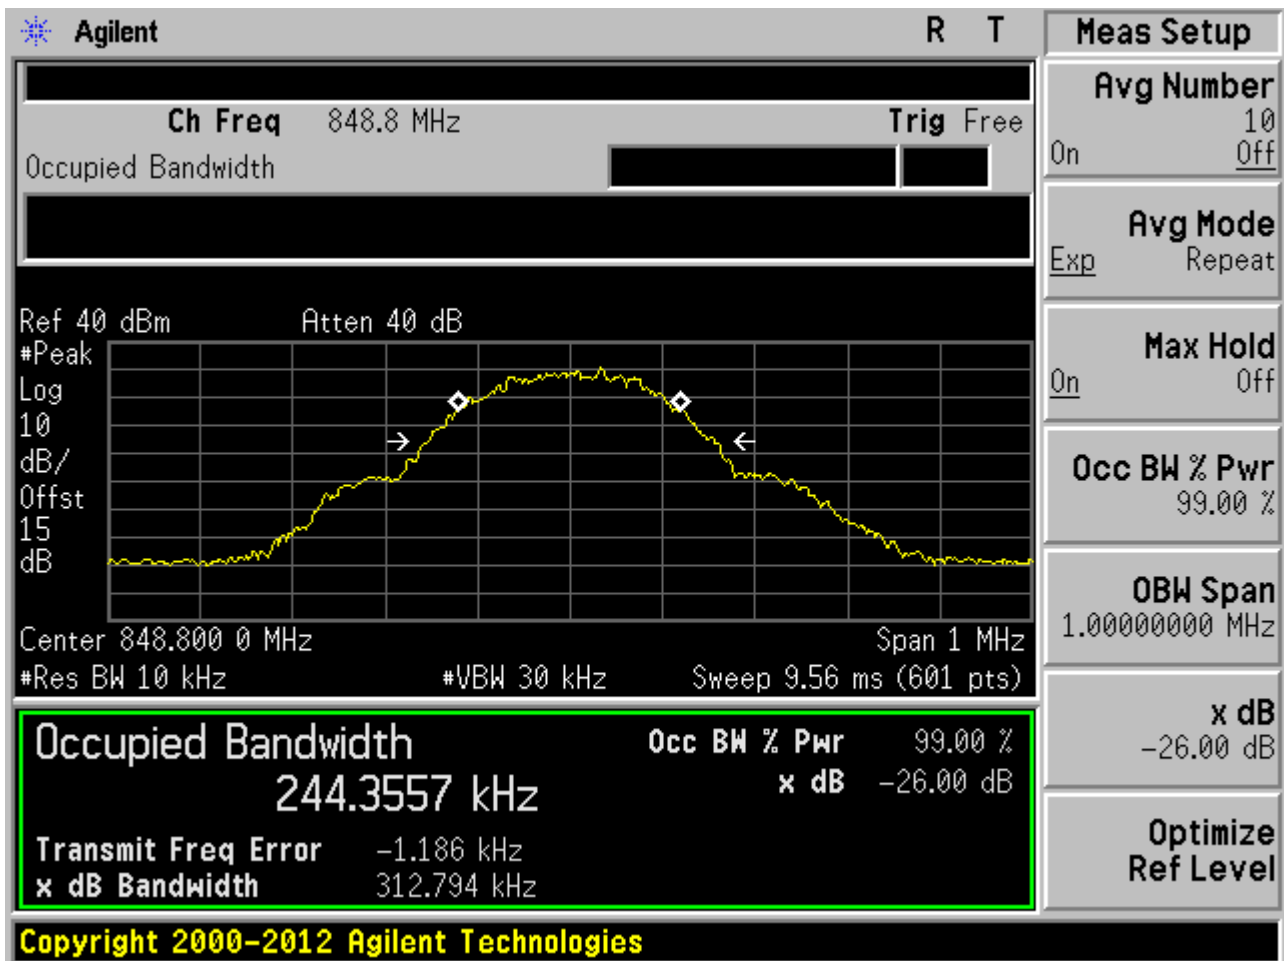 Agilent R T
Meas Setup
Ch Freq 848.8 MHz Trig Free
Occupied Bandwidth
Avg Number
10
On Off
Avg Mode
Exp Repeat
Max Hold
On Off
Occ BW % Pwr
99.00 %
OBW Span
1.00000000 MHz
x dB
-26.00 dB
Optimize
Ref Level
Ref 40 dBm Atten 40 dB
#Peak
Log
10
dB/
Offst
15
dB
Center 848.800 0 MHz Span 1 MHz
#Res BW 10 kHz #VBW 30 kHz Sweep 9.56 ms (601 pts)
Occupied Bandwidth Occ BW % Pwr 99.00 %
244.3557 kHz x dB -26.00 dB
Transmit Freq Error -1.186 kHz
x dB Bandwidth 312.794 kHz
Copyright 2000-2012 Agilent Technologies